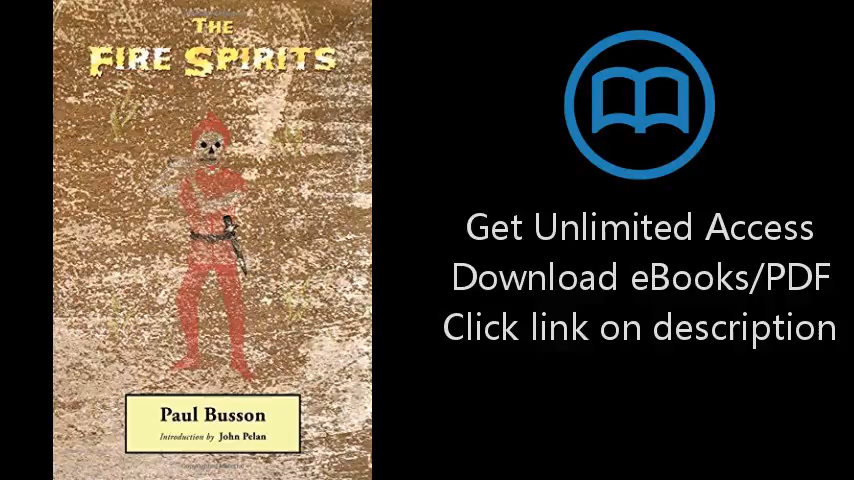 THE
FIRE SPIRITS
Paul Busson
Introduction by John Pelan
Get Unlimited Access
Download eBooks/PDF
Click link on description